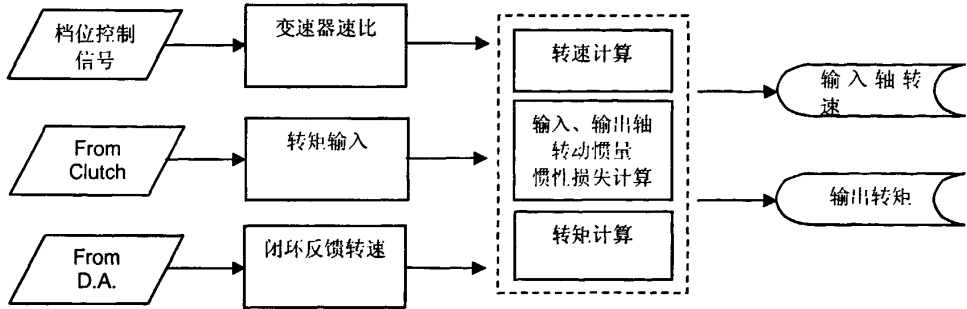 档位控制
信号
变速器速比
转速计算
输入轴转
速
From
Clutch
转矩输入
输入、输出轴
转动惯量
惯性损失计算
输出转矩
From
D.A.
闭环反馈转速
转矩计算